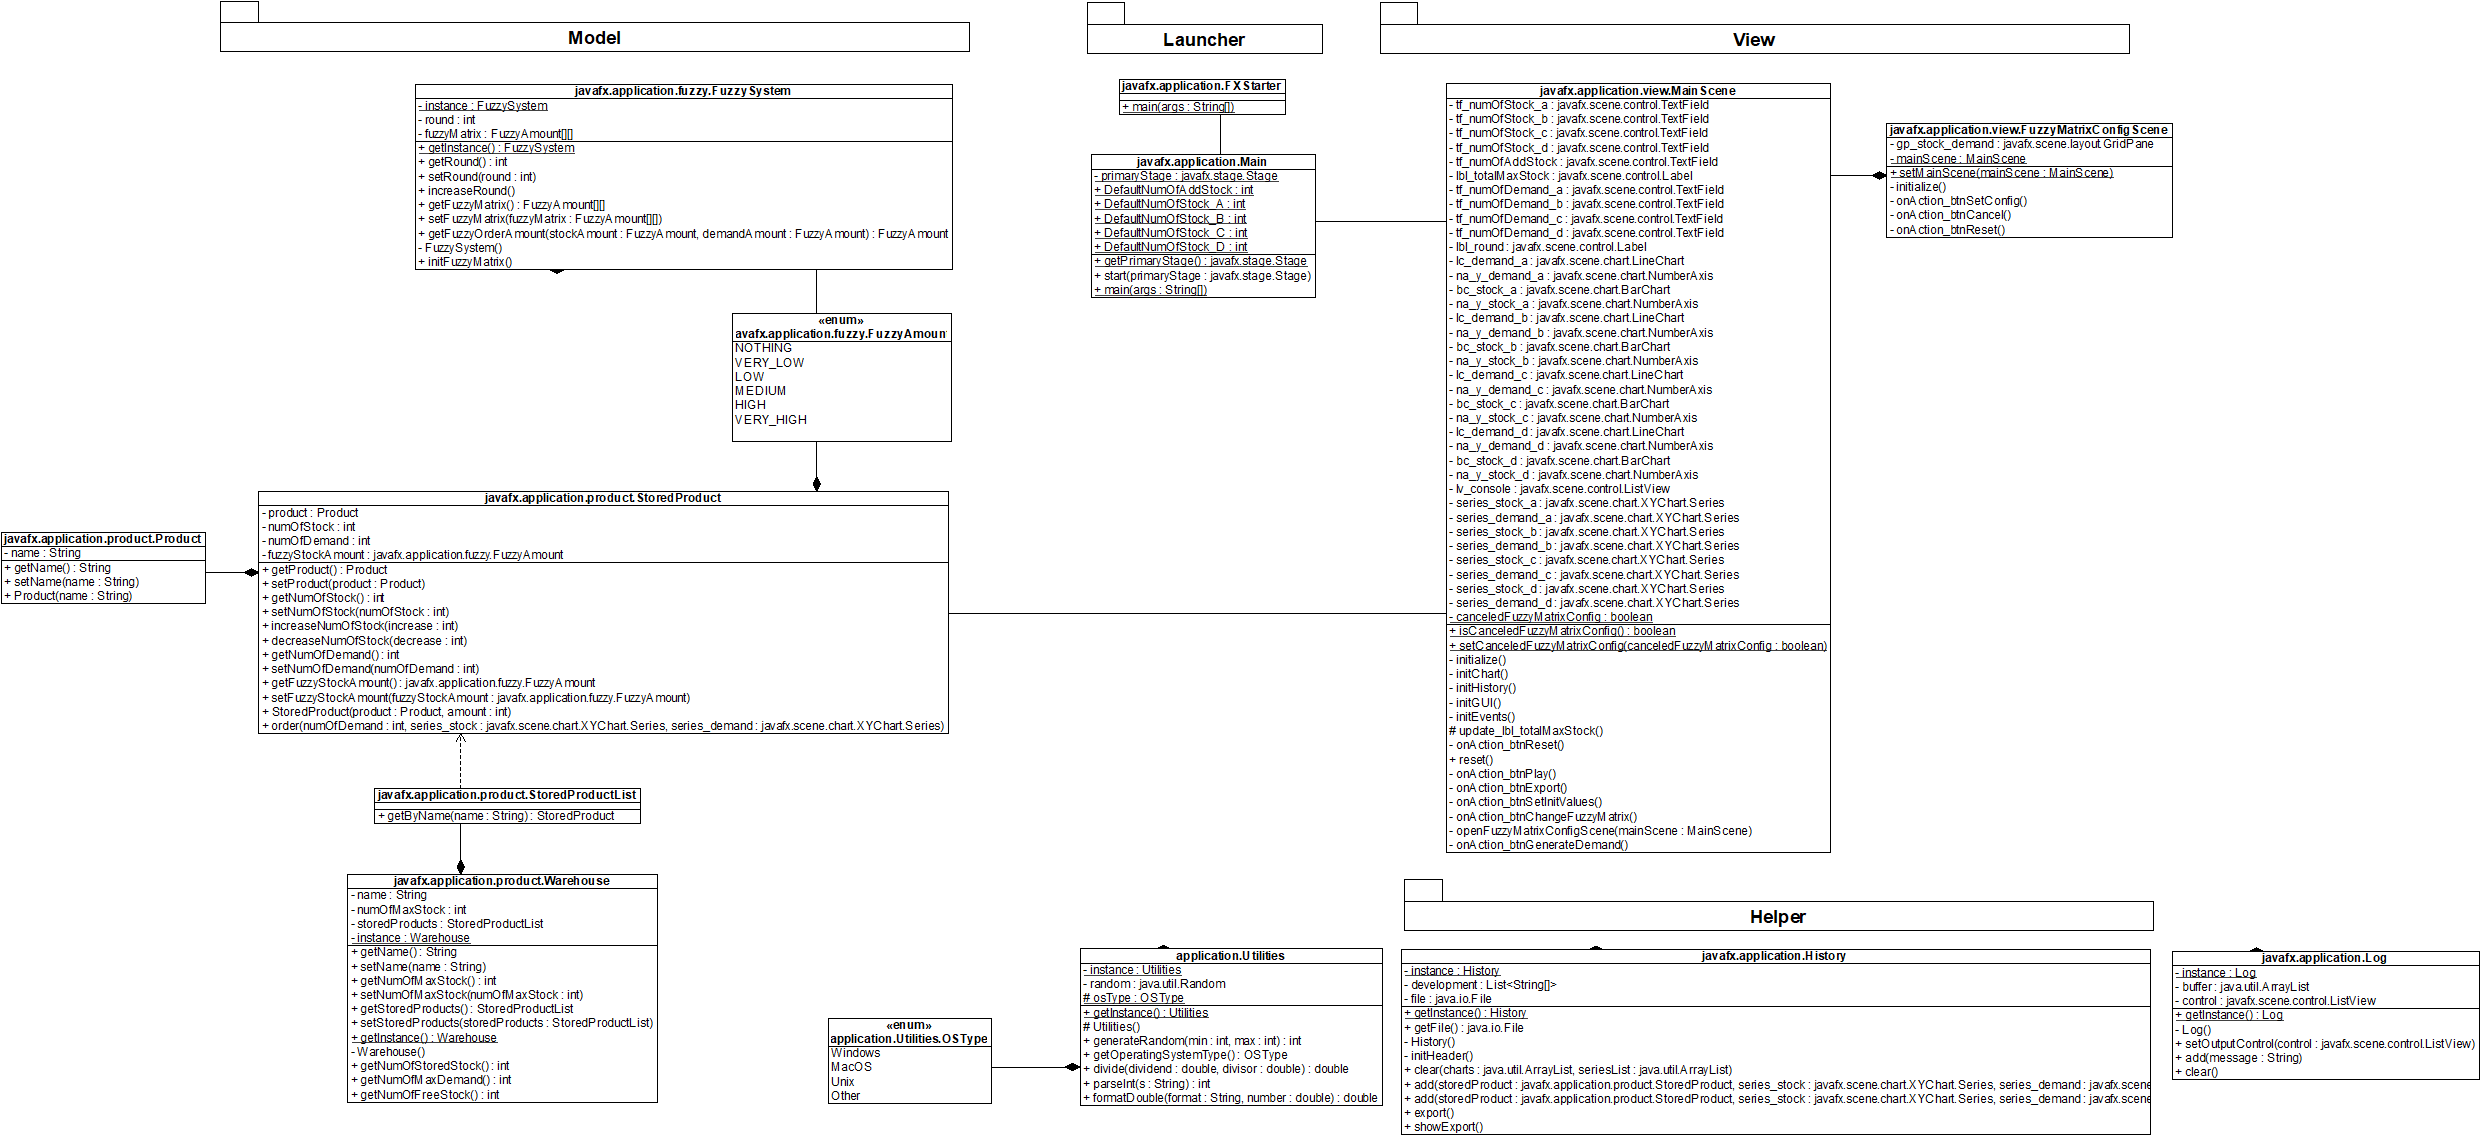 Model
Launcher
View
javafx.application.fuzzy.FuzzySystem
- instance : FuzzySystem
- round : int
- fuzzyMatrix : FuzzyAmount[][]
+ getInstance() : FuzzySystem
+ getRound() : int
+ setRound(round : int)
+ increaseRound()
+ getFuzzyMatrix() : FuzzyAmount[][]
+ setFuzzyMatrix(fuzzyMatrix : FuzzyAmount[][])
+ getFuzzyOrderAmount(stockAmount : FuzzyAmount, demandAmount : FuzzyAmount) : FuzzyAmount
- FuzzySystem()
+ initFuzzyMatrix()
«enum»
avafx.application.fuzzy.FuzzyAmount
NOTHING
VERY_LOW
LOW
MEDIUM
HIGH
VERY_HIGH
javafx.application.product.Product
- name : String
+ getName() : String
+ setName(name : String)
+ Product(name : String)
javafx.application.product.StoredProduct
- product : Product
- numOfStock : int
- numOfDemand : int
- fuzzyStockAmount : javafx.application.fuzzy.FuzzyAmount
+ getProduct() : Product
+ setProduct(product : Product)
+ getNumOfStock() : int
+ setNumOfStock(numOfStock : int)
+ increaseNumOfStock(increase : int)
+ decreaseNumOfStock(decrease : int)
+ getNumOfDemand() : int
+ setNumOfDemand(numOfDemand : int)
+ getFuzzyStockAmount() : javafx.application.fuzzy.FuzzyAmount
+ setFuzzyStockAmount(fuzzyStockAmount : javafx.application.fuzzy.FuzzyAmount)
+ StoredProduct(product : Product, amount : int)
+ order(numOfDemand : int, series_stock : javafx.scene.chart.XYChart.Series, series_demand : javafx.scene.chart.XYChart.Series)
javafx.application.product.StoredProductList
+ getByName(name : String) : StoredProduct
javafx.application.product.Warehouse
- name : String
- numOfMaxStock : int
- storedProducts : StoredProductList
- instance : Warehouse
+ getName() : String
+ setName(name : String)
+ getNumOfMaxStock() : int
+ setNumOfMaxStock(numOfMaxStock : int)
+ getStoredProducts() : StoredProductList
+ setStoredProducts(storedProducts : StoredProductList)
+ getInstance() : Warehouse
- Warehouse()
+ getNumOfStoredStock() : int
+ getNumOfMaxDemand() : int
+ getNumOfFreeStock() : int
javafx.application.FXStarter
+ main(args : String[])
javafx.application.Main
- primaryStage : javafx.stage.Stage
+ DefaultNumOfAddStock : int
+ DefaultNumOfStock_A : int
+ DefaultNumOfStock_B : int
+ DefaultNumOfStock_C : int
+ DefaultNumOfStock_D : int
+ getPrimaryStage() : javafx.stage.Stage
+ start(primaryStage : javafx.stage.Stage)
+ main(args : String[])
javafx.application.view.MainScene
- tf_numOfStock_a : javafx.scene.control.TextField
- tf_numOfStock_b : javafx.scene.control.TextField
- tf_numOfStock_c : javafx.scene.control.TextField
- tf_numOfStock_d : javafx.scene.control.TextField
- tf_numOfAddStock : javafx.scene.control.TextField
- lbl_totalMaxStock : javafx.scene.control.Label
- tf_numOfDemand_a : javafx.scene.control.TextField
- tf_numOfDemand_b : javafx.scene.control.TextField
- tf_numOfDemand_c : javafx.scene.control.TextField
- tf_numOfDemand_d : javafx.scene.control.TextField
- lbl_round : javafx.scene.control.Label
- lc_demand_a : javafx.scene.chart.LineChart
- na_y_demand_a : javafx.scene.chart.NumberAxis
- bc_stock_a : javafx.scene.chart.BarChart
- na_y_stock_a : javafx.scene.chart.NumberAxis
- lc_demand_b : javafx.scene.chart.LineChart
- na_y_demand_b : javafx.scene.chart.NumberAxis
- bc_stock_b : javafx.scene.chart.BarChart
- na_y_stock_b : javafx.scene.chart.NumberAxis
- lc_demand_c : javafx.scene.chart.LineChart
- na_y_demand_c : javafx.scene.chart.NumberAxis
- bc_stock_c : javafx.scene.chart.BarChart
- na_y_stock_c : javafx.scene.chart.NumberAxis
- lc_demand_d : javafx.scene.chart.LineChart
- na_y_demand_d : javafx.scene.chart.NumberAxis
- bc_stock_d : javafx.scene.chart.BarChart
- na_y_stock_d : javafx.scene.chart.NumberAxis
- lv_console : javafx.scene.control.ListView
- series_stock_a : javafx.scene.chart.XYChart.Series
- series_demand_a : javafx.scene.chart.XYChart.Series
- series_stock_b : javafx.scene.chart.XYChart.Series
- series_demand_b : javafx.scene.chart.XYChart.Series
- series_stock_c : javafx.scene.chart.XYChart.Series
- series_demand_c : javafx.scene.chart.XYChart.Series
- series_stock_d : javafx.scene.chart.XYChart.Series
- series_demand_d : javafx.scene.chart.XYChart.Series
- canceledFuzzyMatrixConfig : boolean
+ isCanceledFuzzyMatrixConfig() : boolean
+ setCanceledFuzzyMatrixConfig(canceledFuzzyMatrixConfig : boolean)
- initialize()
- initChart()
- initHistory()
- initGUI()
- initEvents()
# update_lbl_totalMaxStock()
- onAction_btnReset()
+ reset()
- onAction_btnPlay()
- onAction_btnExport()
- onAction_btnSetInitValues()
- onAction_btnChangeFuzzyMatrix()
- openFuzzyMatrixConfigScene(mainScene : MainScene)
- onAction_btnGenerateDemand()
javafx.application.view.FuzzyMatrixConfigScene
- gp_stock_demand : javafx.scene.layout.GridPane
- mainScene : MainScene
+ setMainScene(mainScene : MainScene)
- initialize()
- onAction_btnSetConfig()
- onAction_btnCancel()
- onAction_btnReset()
Helper
«enum»
application.Utilities.OSType
Windows
MacOS
Unix
Other
application.Utilities
- instance : Utilities
- random : java.util.Random
# osType : OSType
+ getInstance() : Utilities
# Utilities()
+ generateRandom(min : int, max : int) : int
+ getOperatingSystemType() : OSType
+ divide(dividend : double, divisor : double) : double
+ parseInt(s : String) : int
+ formatDouble(format : String, number : double) : double
javafx.application.History
- instance : History
- development : List<String[]>
- file : java.io.File
+ getInstance() : History
+ getFile() : java.io.File
- History()
- initHeader()
+ clear(charts : java.util.ArrayList, seriesList : java.util.ArrayList)
+ add(storedProduct : javafx.application.product.StoredProduct, series_stock : javafx.scene.chart.XYChart.Series, series_demand : javafx.scene
+ add(storedProduct : javafx.application.product.StoredProduct, series_stock : javafx.scene.chart.XYChart.Series, series_demand : javafx.scene
+ export()
+ showExport()
javafx.application.Log
- instance : Log
- buffer : java.util.ArrayList
- control : javafx.scene.control.ListView
+ getInstance() : Log
- Log()
+ setOutputControl(control : javafx.scene.control.ListView)
+ add(message : String)
+ clear()